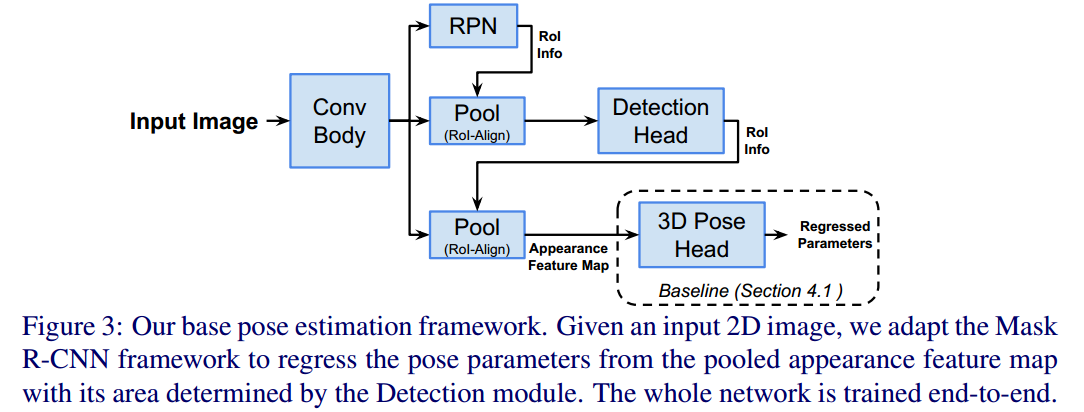 RPN
RoI
Info
Input Image
Conv
Body
Pool
(RoI-Align)
Detection
Head
RoI
Info
Pool
(RoI-Align)
Appearance
Feature Map
3D Pose
Head
Regressed
Parameters
Baseline (Section 4.1 )
Figure 3: Our base pose estimation framework. Given an input 2D image, we adapt the Mask
R-CNN framework to regress the pose parameters from the pooled appearance feature map
with its area determined by the Detection module. The whole network is trained end-to-end.